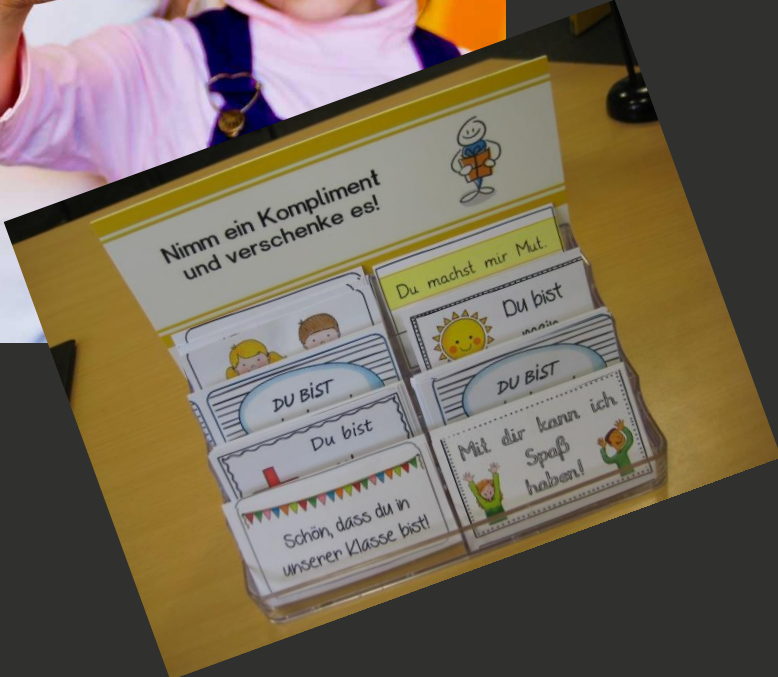 Nimm ein Kompliment
und verschenke es!
Du machst mir Mut.
Du bist
DU BIST
DU BIST
Du bist
Mit dir kann ich
Spaß
haben!
Schön, dass du in
unserer Klasse bist!